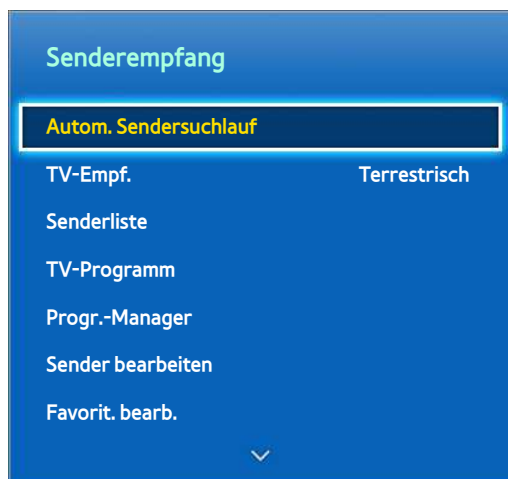 Senderempfang
Autom. Sendersuchlauf
TV-Empf. Terrestrisch
Senderliste
TV-Programm
Progr.-Manager
Sender bearbeiten
Favorit. bearb.